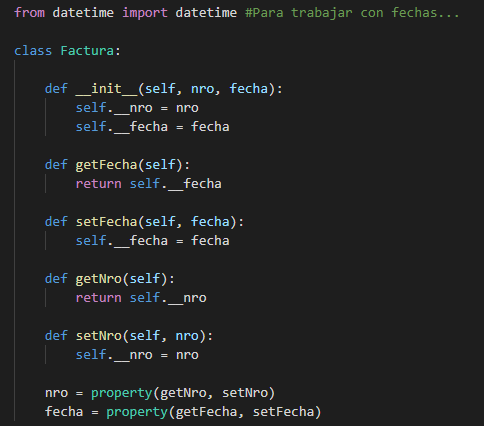 from datetime import datetime #Para trabajar con fechas...
class Factura:
def __init__(self, nro, fecha):
self.__nro = nro
self.__fecha = fecha
def getFecha(self):
return self.__fecha
def setFecha(self, fecha):
self.__fecha = fecha
def getNro(self):
return self.__nro
def setNro(self, nro):
self.__nro = nro
nro = property(getNro, setNro)
fecha = property(getFecha, setFecha)